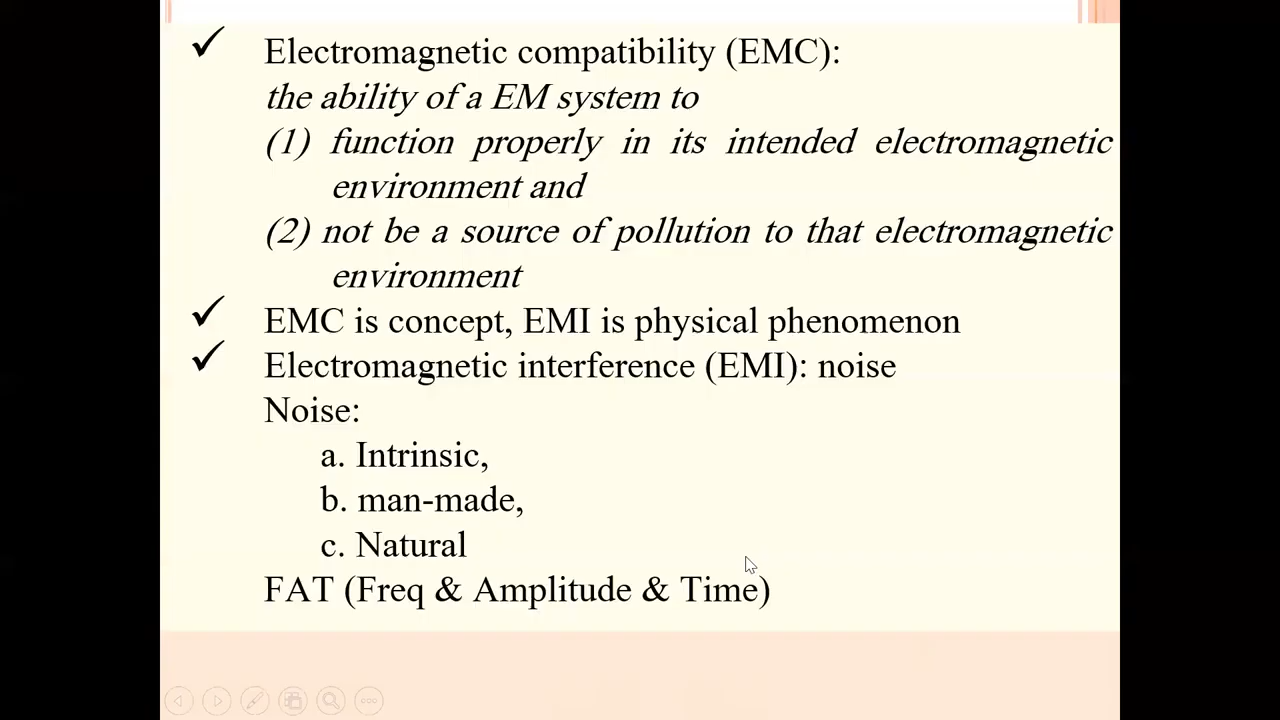 ✓ Electromagnetic compatibility (EMC):
the ability of a EM system to
(1) function properly in its intended electromagnetic
environment and
(2) not be a source of pollution to that electromagnetic
environment
✓ EMC is concept, EMI is physical phenomenon
✓ Electromagnetic interference (EMI): noise
Noise:
a. Intrinsic,
b. man-made,
c. Natural
FAT (Freq & Amplitude & Time)